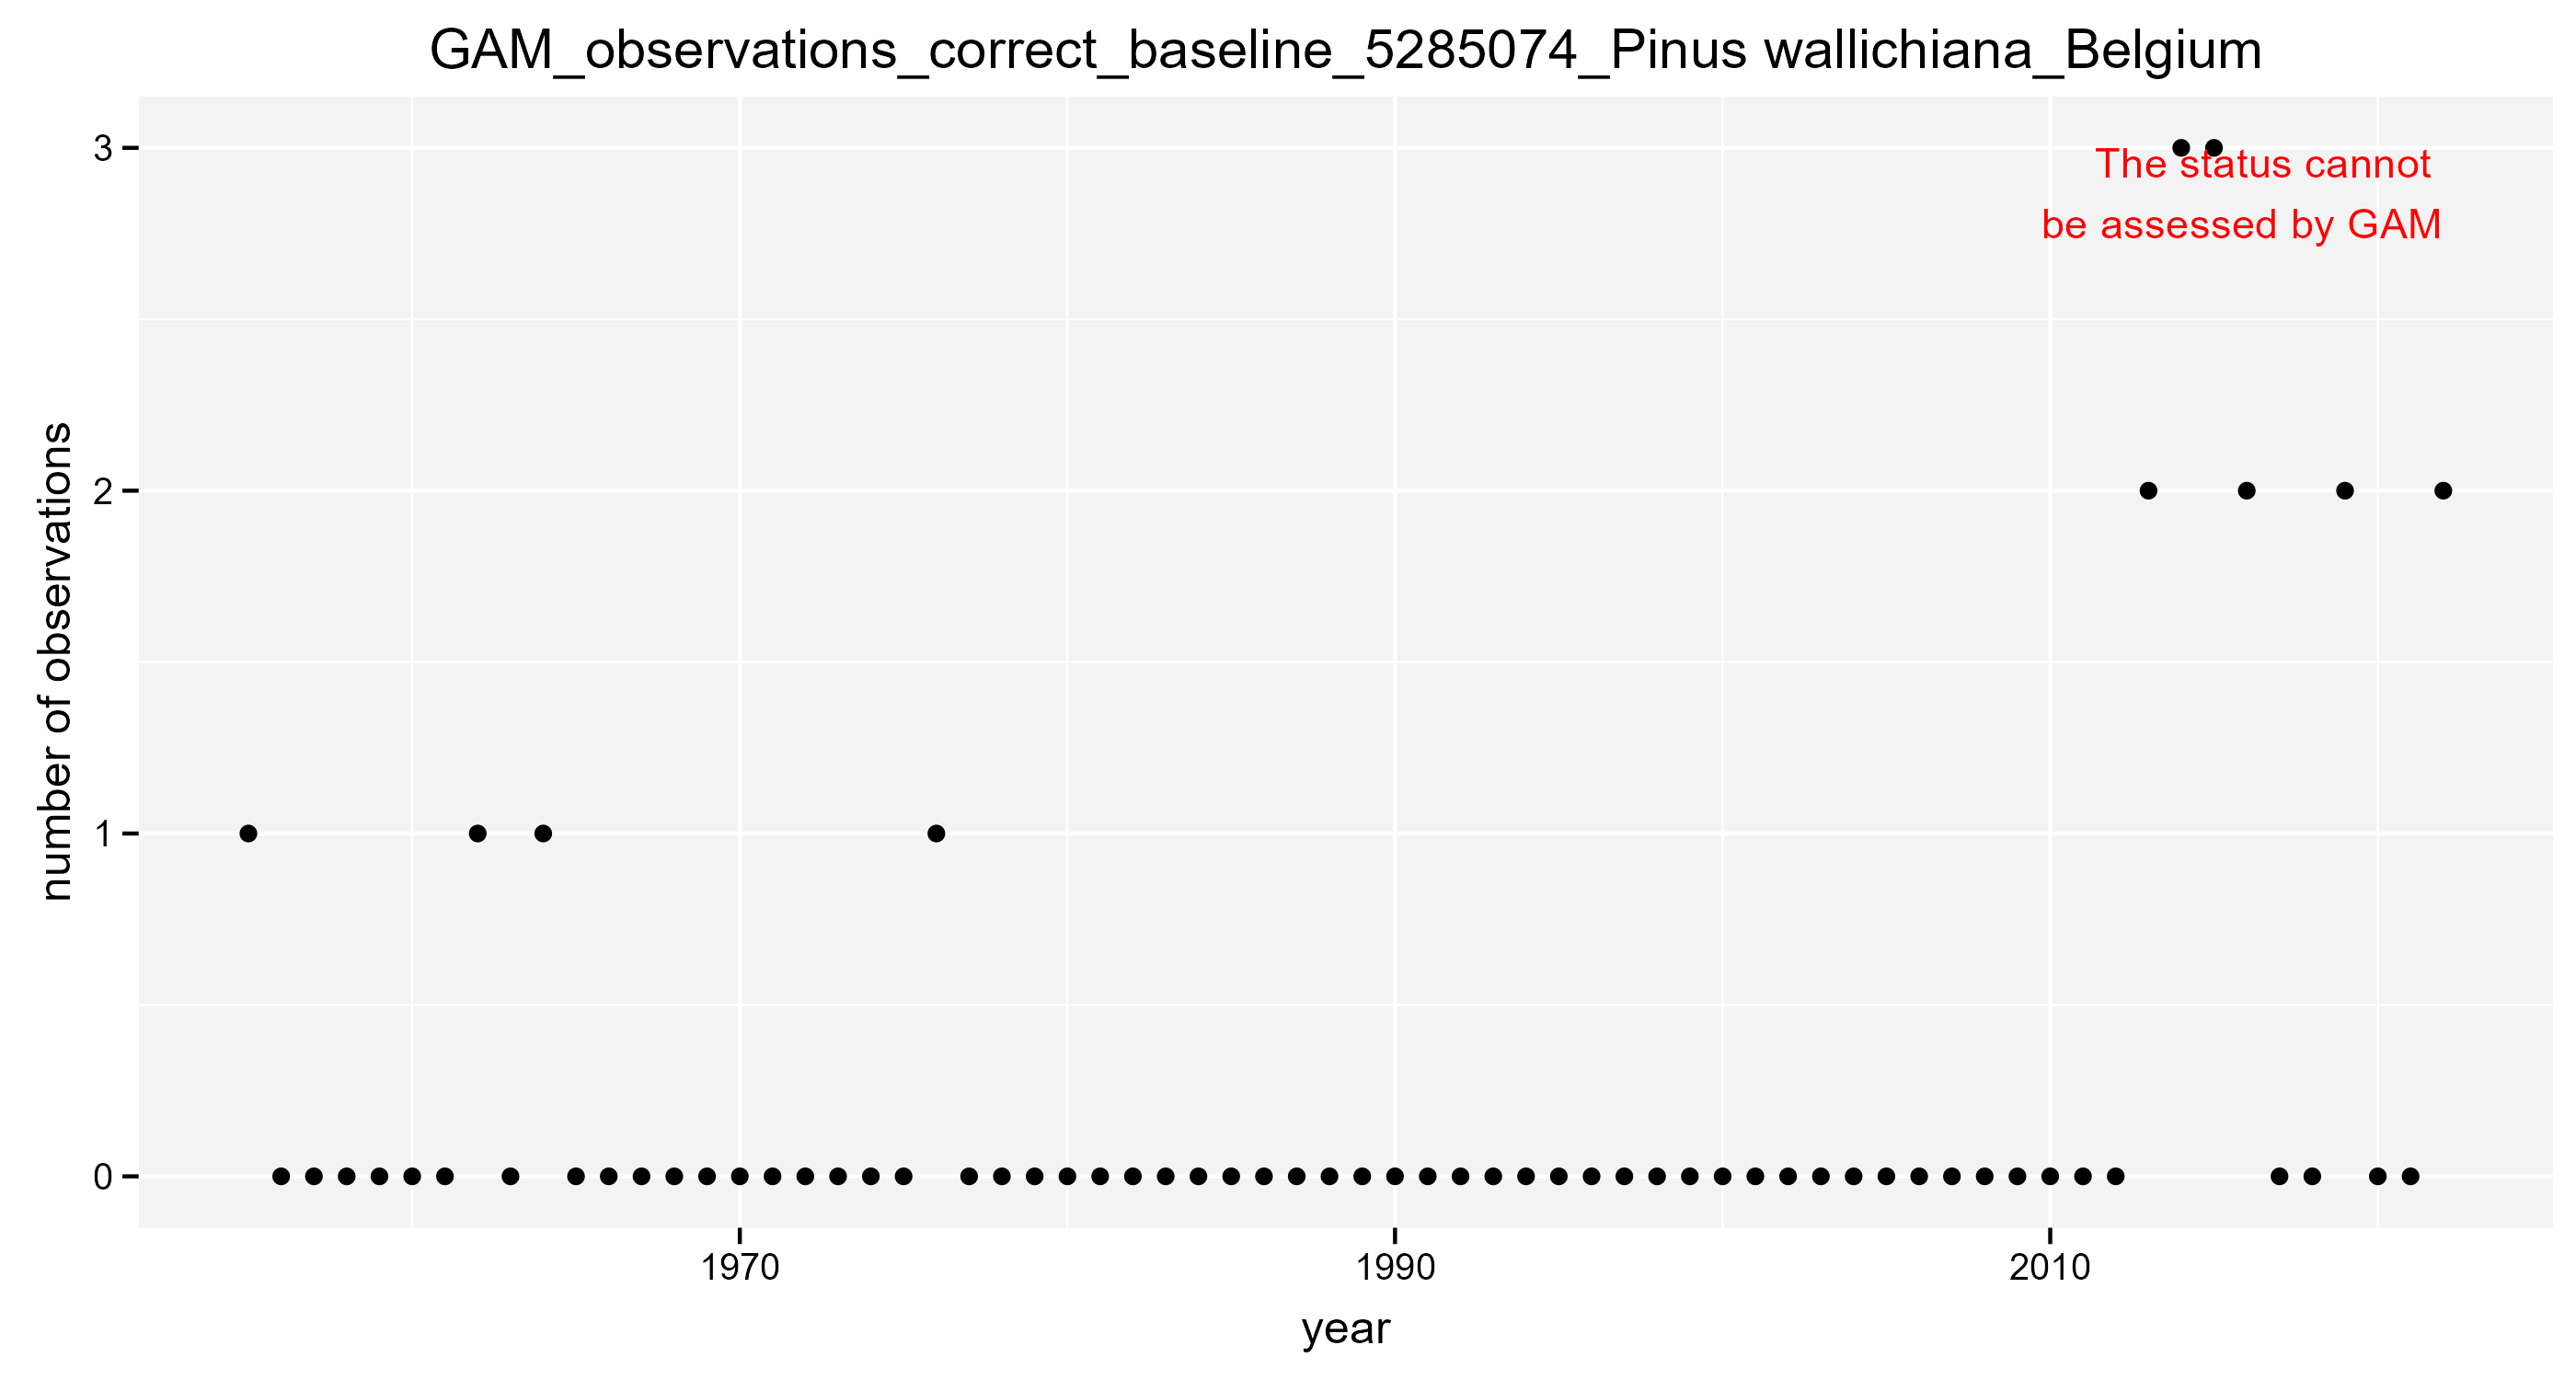 GAM_observations_correct_baseline_5285074_Pinus wallichiana_Belgium
3
The status cannot
be assessed by GAM
2
number of observations
1
0
1970 1990 2010
year